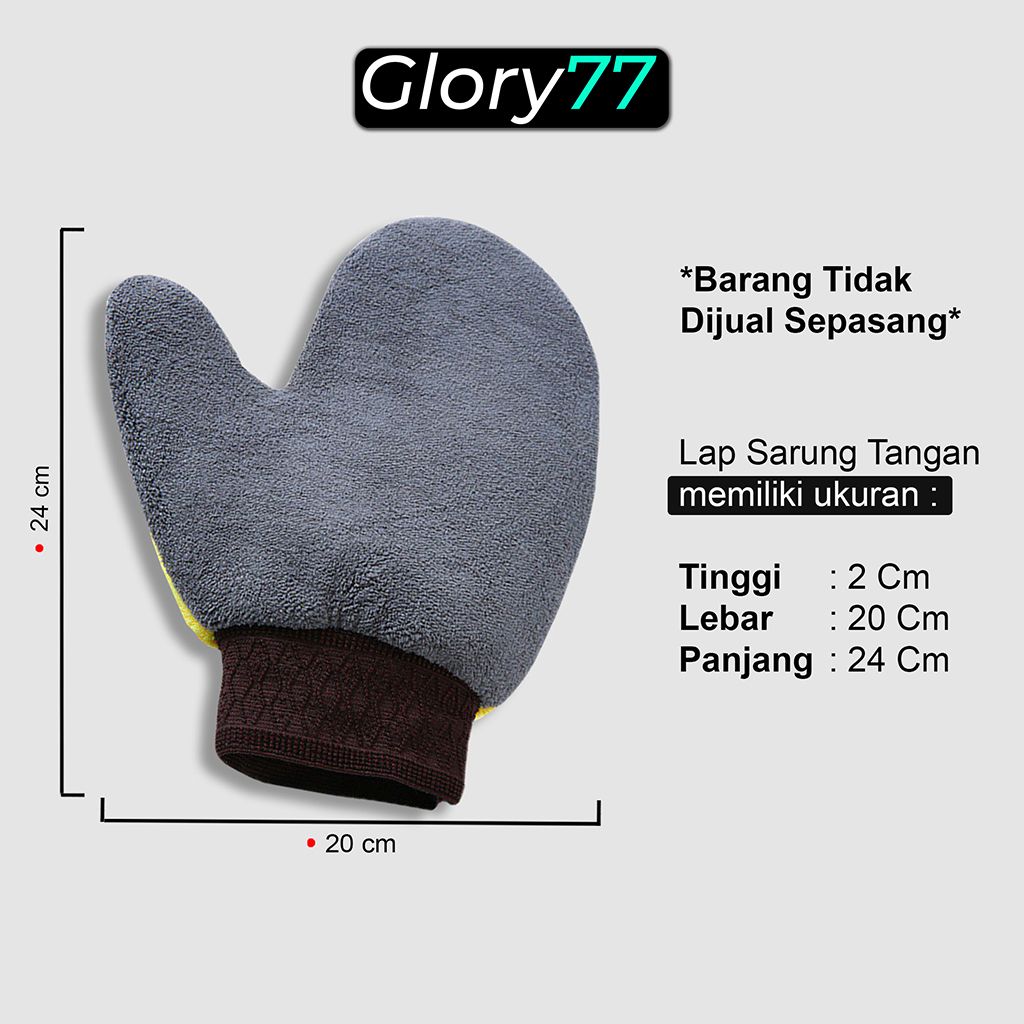 Glory77
*Barang Tidak
Dijual Sepasang*
Lap Sarung Tangan
memiliki ukuran :
Tinggi : 2 Cm
Lebar : 20 Cm
Panjang : 24 Cm
• 24 cm
• 20 cm